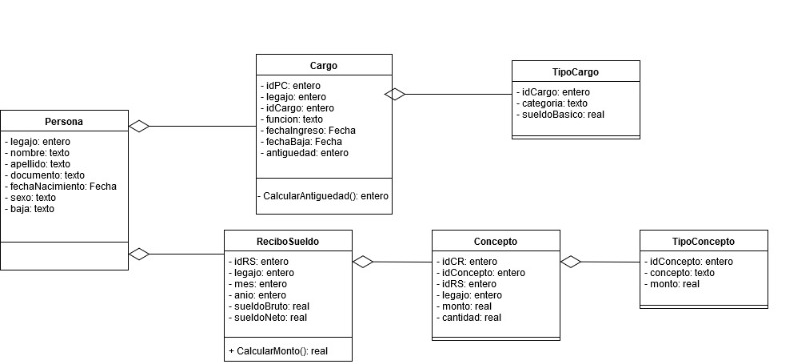 Cargo
- idPC: entero
- legajo: entero
- idCargo: entero
- funcion: texto
- fechaIngreso: Fecha
- fechaBaja: Fecha
- antiguedad: entero
- CalcularAntiguedad(): entero
TipoCargo
- idCargo: entero
- categoria: texto
- sueldoBasico: real
Persona
- legajo: entero
- nombre: texto
- apellido: texto
- documento: texto
- fechaNacimiento: Fecha
- sexo: texto
- baja: texto
ReciboSueldo
- idRS: entero
- legajo: entero
- mes: entero
- anio: entero
- sueldoBruto: real
- sueldoNeto: real
+ CalcularMonto(): real
Concepto
- idCR: entero
- idConcepto: entero
- idRS: entero
- legajo: entero
- monto: real
- cantidad: real
TipoConcepto
- idConcepto: entero
- concepto: texto
- monto: real